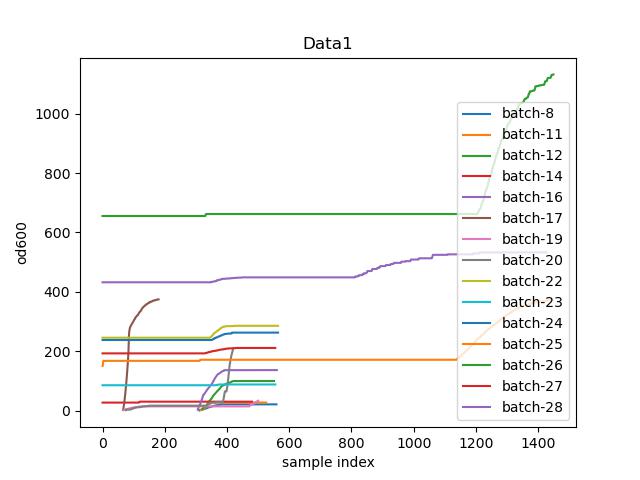 Data1
od600
1000
800
600
400
200
0
0 200 400 600 800 1000 1200 1400
sample index
batch-8
batch-11
batch-12
batch-14
batch-16
batch-17
batch-19
batch-20
batch-22
batch-23
batch-24
batch-25
batch-26
batch-27
batch-28